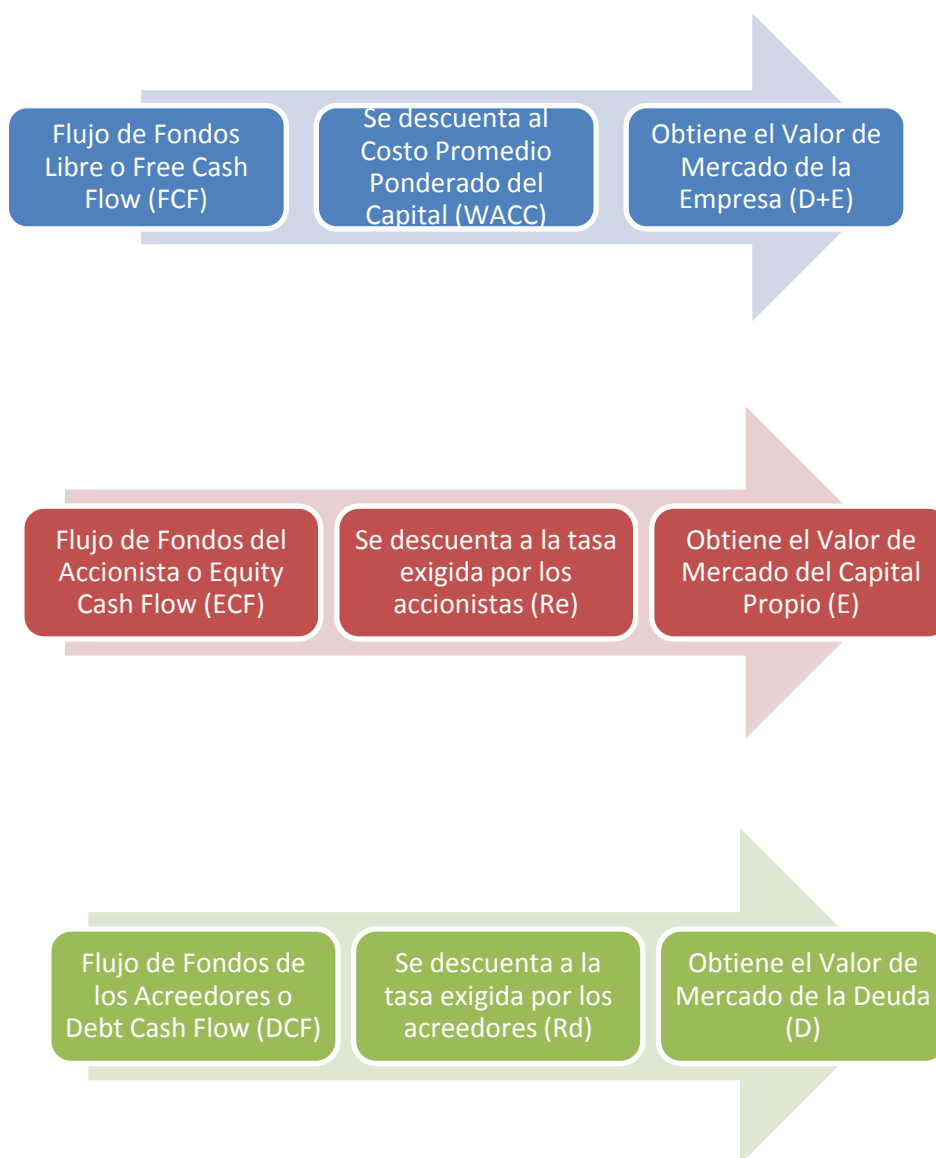 Flujo de Fondos
Libre o Free Cash
Flow (FCF)
Se descuenta al
Costo Promedio
Ponderado del
Capital (WACC)
Obtiene el Valor de
Mercado de la
Empresa (D+E)
Flujo de Fondos del
Accionista o Equity
Cash Flow (ECF)
Se descuenta a la tasa
exigida por los
accionistas (Re)
Obtiene el Valor de
Mercado del Capital
Propio (E)
Flujo de Fondos de
los Acreedores o
Debt Cash Flow (DCF)
Se descuenta a la
tasa exigida por los
acreedores (Rd)
Obtiene el Valor de
Mercado de la Deuda
(D)